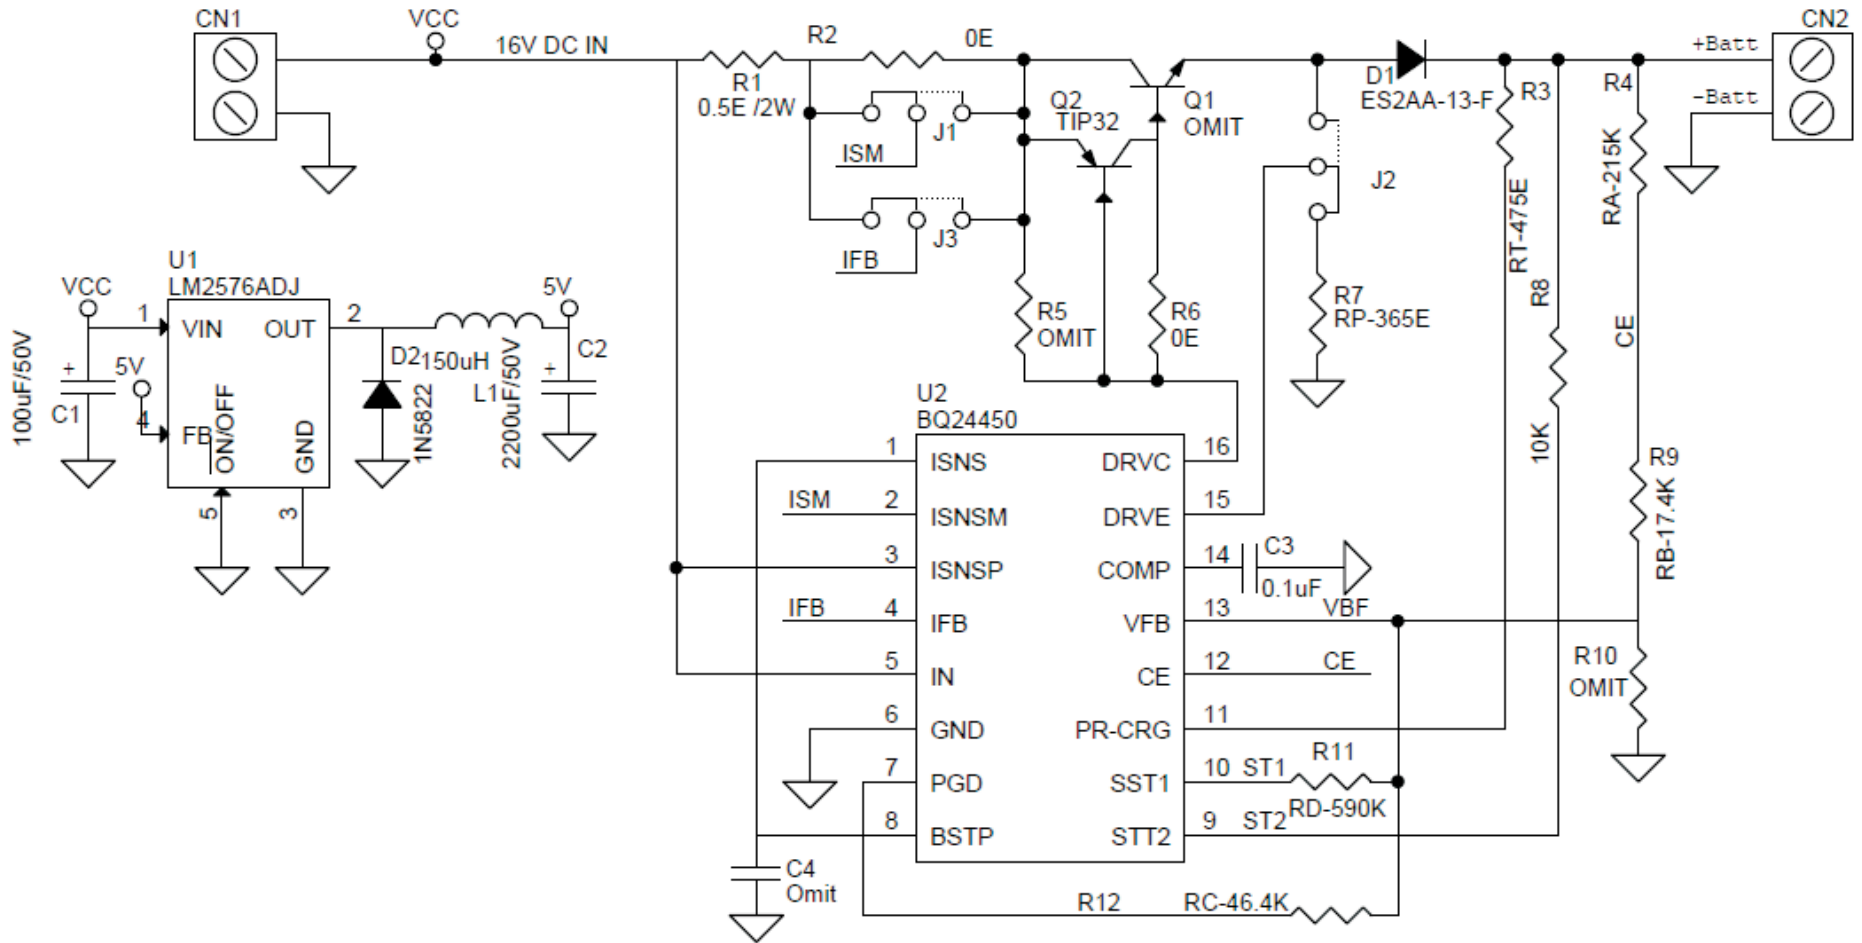 CN1
VCC
16V DC IN
R2
0E
CN2
+Batt
R1
0.5E /2W
J1
ISM
Q2
TIP32
Q1
OMIT
D1
ES2AA-13-F
R3
R4
-Batt
RT-475E
RA-215K
J2
IFB
J3
R5
OMIT
R6
0E
R7
RP-365E
R8
10K
CE
U1
LM2576ADJ
VCC
1
VIN
OUT
2
5V
100uF/50V
+
C1
5V
4
FB
ON/OFF
GND
5
3
D2
150uH
L1
1N5822
2200uF/50V
+
C2
U2
BQ24450
1
ISNS
DRVC
16
ISM
2
ISNSM
DRVE
15
3
ISNSP
COMP
14
C3
0.1uF
IFB
4
IFB
VFB
13
VBF
5
IN
CE
12
CE
6
GND
PR-CRG
11
7
PGD
SST1
10
ST1
R11
RD-590K
8
BSTP
STT2
9
ST2
R9
RB-17.4K
R10
OMIT
C4
Omit
R12
RC-46.4K